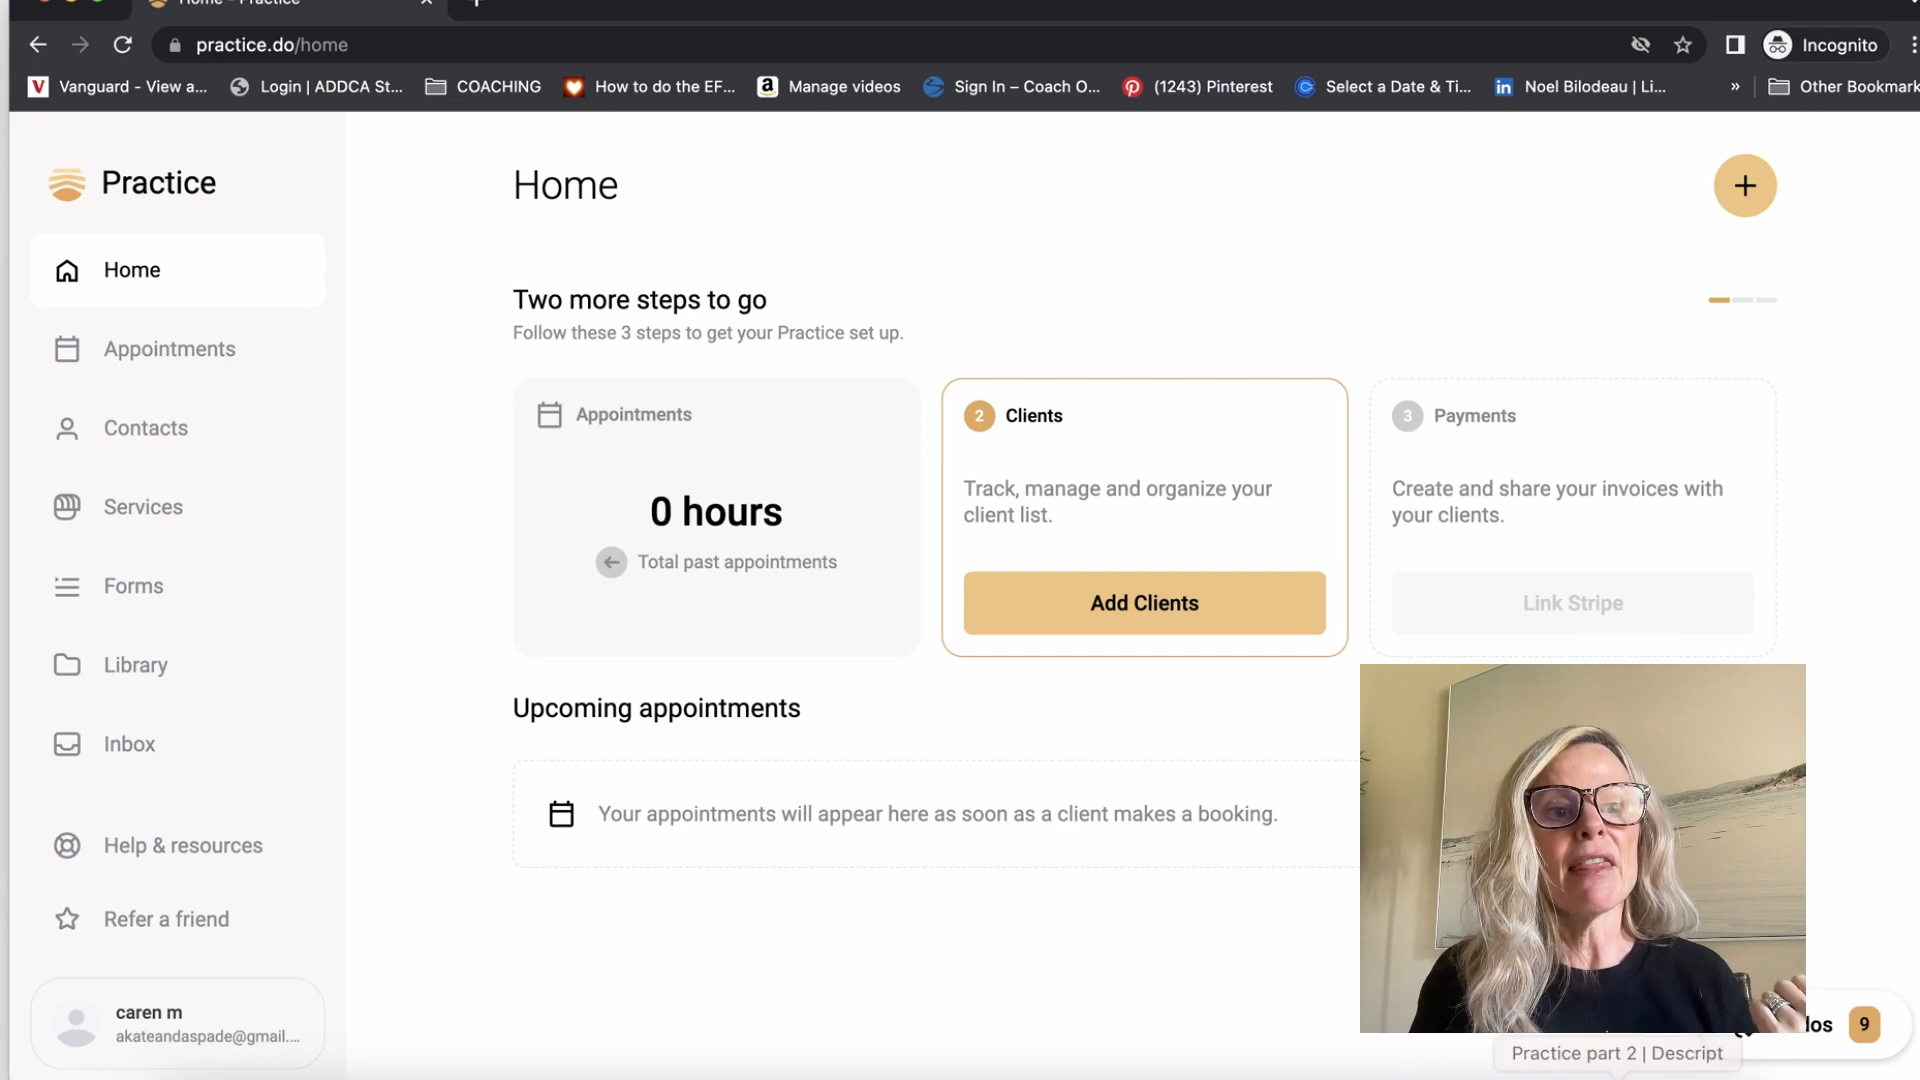 Home - Practice
practice.do/home
Incognito
Vanguard - View a...
Login | ADDCA St...
COACHING
How to do the EF...
Manage videos
Sign In – Coach O...
(1243) Pinterest
Select a Date & Ti...
Noel Bilodeau | Li...
»
Other Bookmark
Practice
Home
Appointments
Contacts
Services
Forms
Library
Inbox
Help & resources
Refer a friend
caren m
akateandaspade@gmail....
Home
Two more steps to go
Follow these 3 steps to get your Practice set up.
Appointments
0 hours
Total past appointments
2 Clients
Track, manage and organize your
client list.
Add Clients
3 Payments
Create and share your invoices with
your clients.
Link Stripe
Upcoming appointments
Your appointments will appear here as soon as a client makes a booking.
9
Practice part 2 | Descript